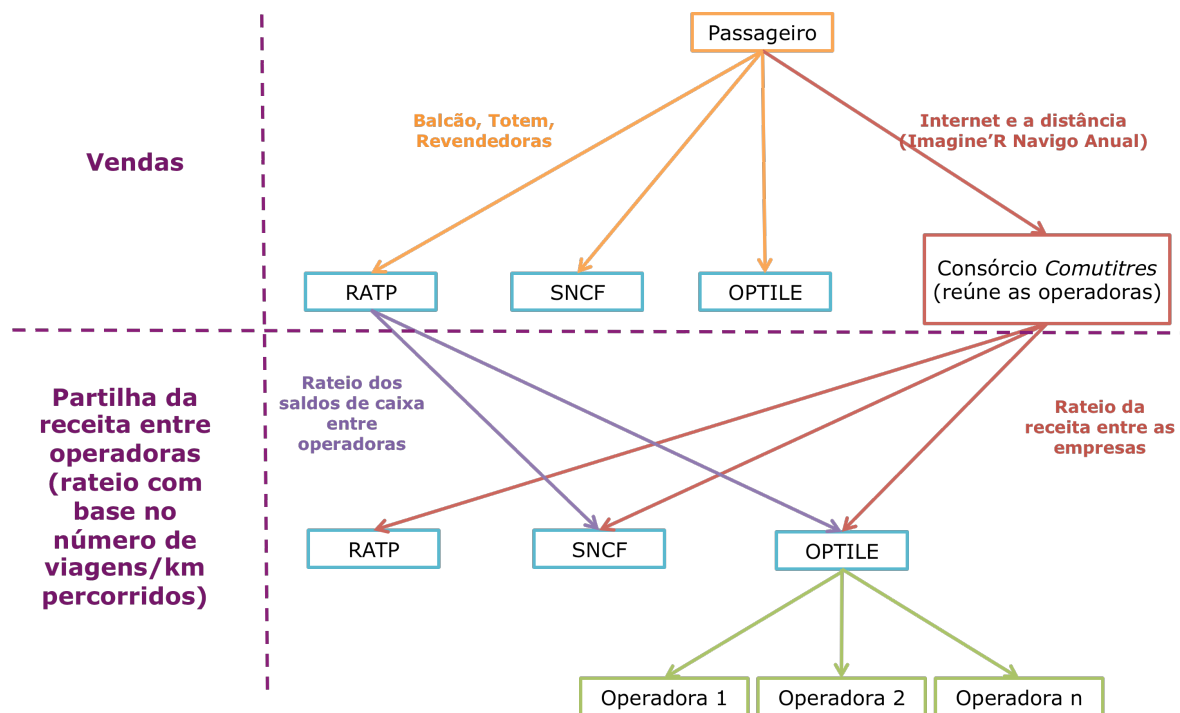 Passageiro
Balcão, Totem,
Revendedoras
Internet e a distância
(Imagine’R Navigo Anual)
Vendas
RATP
SNCF
OPTILE
Consórcio Comutitres
(reúne as operadoras)
Partilha da
receita entre
operadoras
(rateio com
base no
número de
viagens/km
percorridos)
Rateio dos
saldos de caixa
entre
operadoras
Rateio da
receita entre as
empresas
RATP
SNCF
OPTILE
Operadora 1
Operadora 2
Operadora n